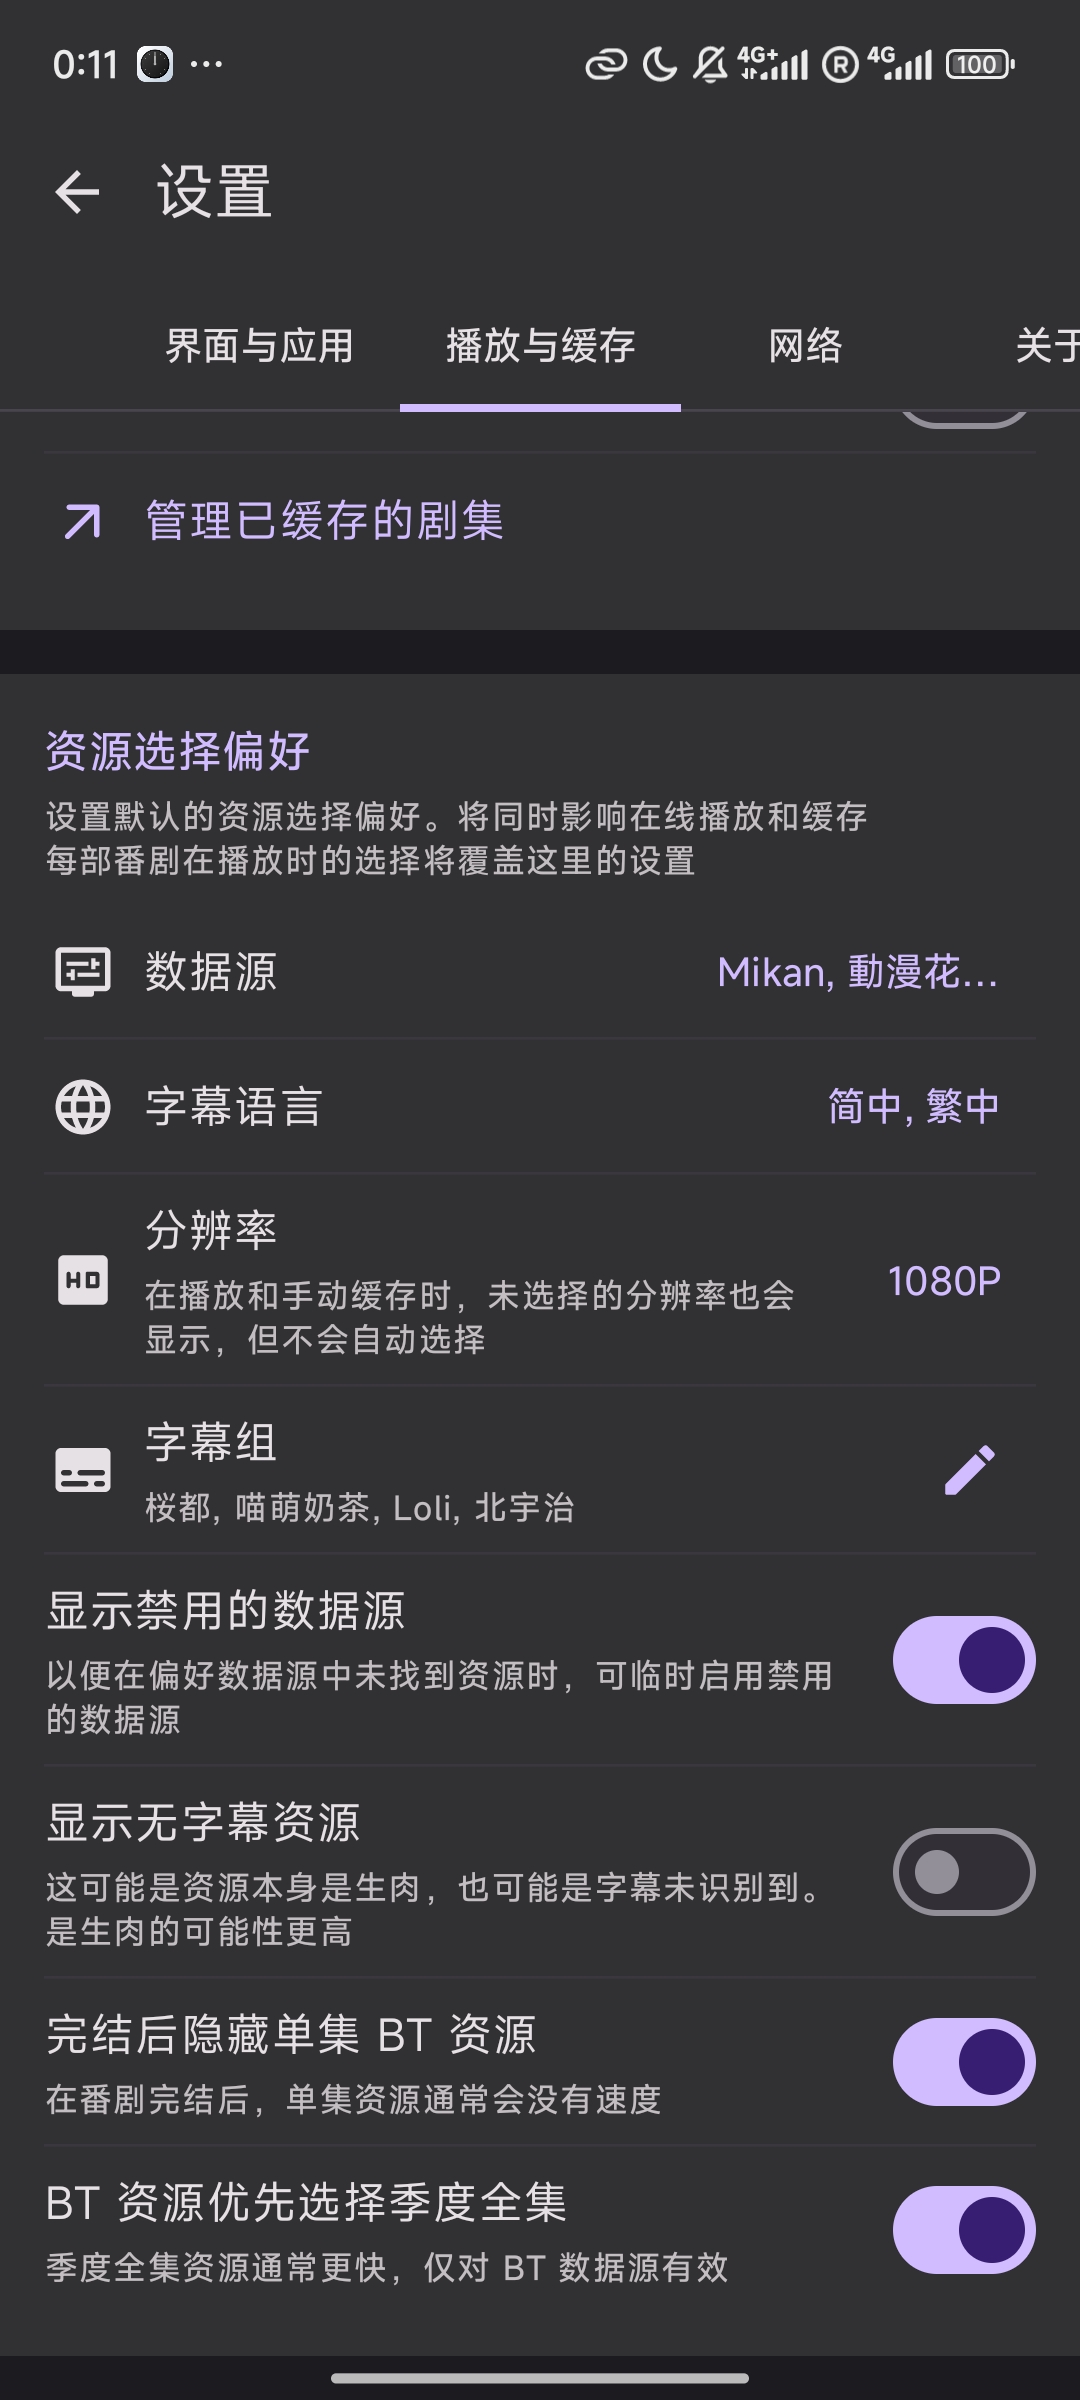 0:11
4G+
R
4G
100
设置
界面与应用
播放与缓存
网络
关于
管理已缓存的剧集
资源选择偏好
设置默认的资源选择偏好。将同时影响在线播放和缓存
每部番剧在播放时的选择将覆盖这里的设置
数据源
Mikan, 動漫花...
字幕语言
简中, 繁中
分辨率
HD
在播放和手动缓存时，未选择的分辨率也会
显示，但不会自动选择
1080P
字幕组
桜都, 喵萌奶茶, Loli, 北宇治
显示禁用的数据源
以便在偏好数据源中未找到资源时，可临时启用禁用
的数据源
显示无字幕资源
这可能是资源本身是生肉，也可能是字幕未识别到。
是生肉的可能性更高
完结后隐藏单集 BT 资源
在番剧完结后，单集资源通常会没有速度
BT 资源优先选择季度全集
季度全集资源通常更快，仅对 BT 数据源有效